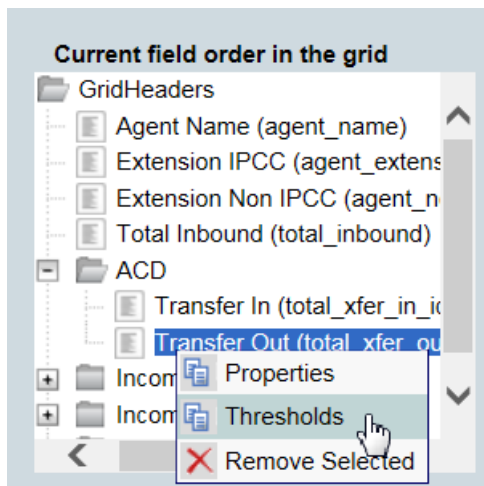 Current field order in the grid
GridHeaders
Agent Name (agent_name)
Extension IPCC (agent_extens
Extension Non IPCC (agent_n
Total Inbound (total_inbound)
ACD
Transfer In (total_xfer_in_i
Transfer Out (total_xfer_ou
Incom
Properties
Incom
Thresholds
Remove Selected